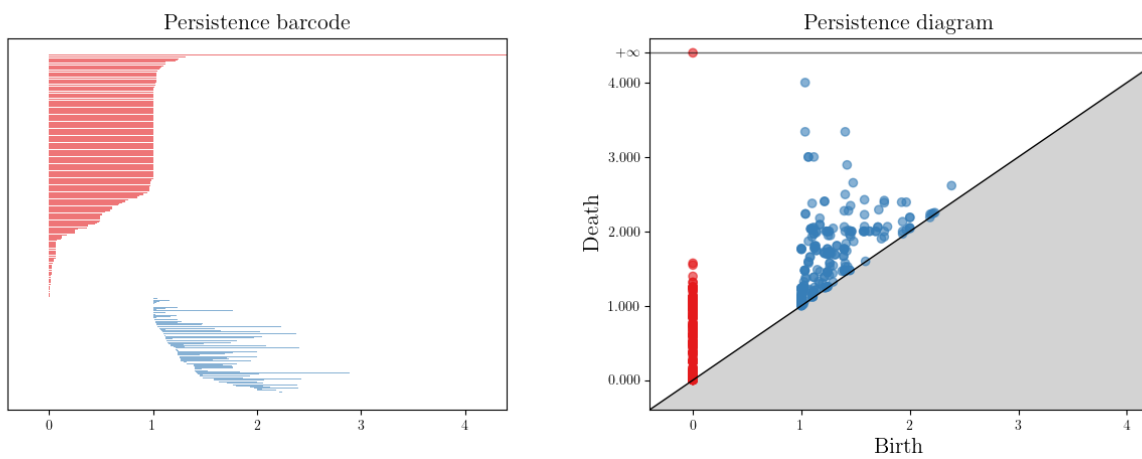 Persistence barcode
0 1 2 3 4
Persistence diagram
+∞
4.000
3.000
2.000
1.000
0.000
Death
0 1 2 3 4
Birth